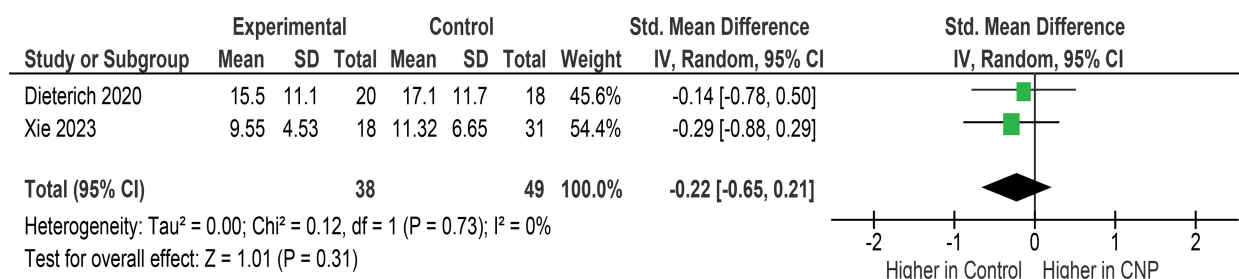 Experimental Control Std. Mean Difference Std. Mean Difference
Study or Subgroup Mean SD Total Mean SD Total Weight IV, Random, 95% CI IV, Random, 95% CI
Dieterich 2020 15.5 11.1 20 17.1 11.7 18 45.6% -0.14 [-0.78, 0.50]
Xie 2023 9.55 4.53 18 11.32 6.65 31 54.4% -0.29 [-0.88, 0.29]
Total (95% CI) 38 49 100.0% -0.22 [-0.65, 0.21]
Heterogeneity: Tau² = 0.00; Chi² = 0.12, df = 1 (P = 0.73); I² = 0%
Test for overall effect: Z = 1.01 (P = 0.31)
-2 -1 0 1 2
Higher in Control Higher in CNP